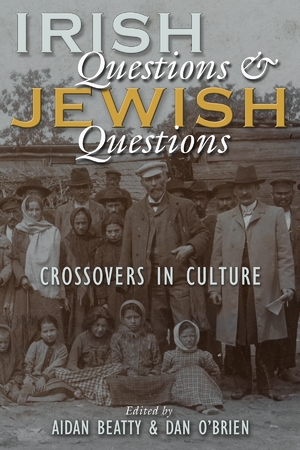 IRISH
Questions &
JEWISH
Questions
CROSSOVERS IN CULTURE
Edited by
AIDAN BEATTY & DAN O'BRIEN